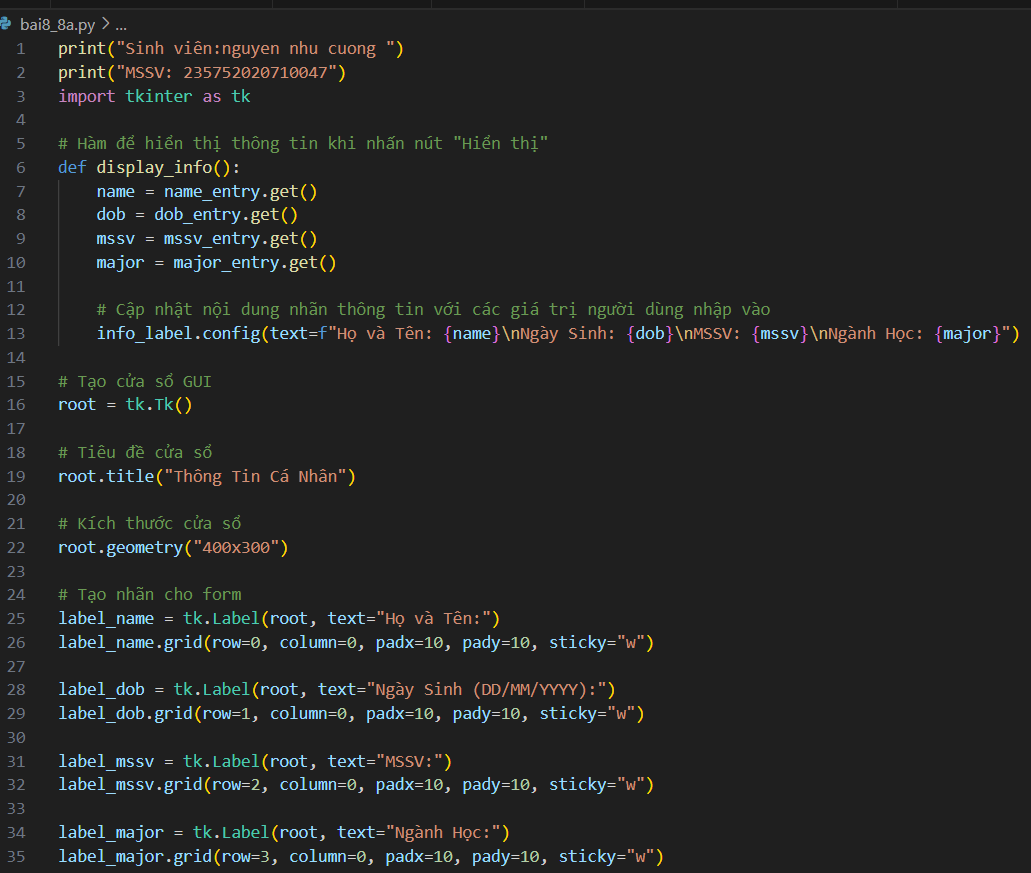 bai8_8a.py > ...
1 print("Sinh viên:nguyen nhu cuong ")
2 print("MSSV: 235752020710047")
3 import tkinter as tk
4
5 # Hàm để hiển thị thông tin khi nhấn nút "Hiển thị"
6 def display_info():
7     name = name_entry.get()
8     dob = dob_entry.get()
9     mssv = mssv_entry.get()
10     major = major_entry.get()
11
12     # Cập nhật nội dung nhãn thông tin với các giá trị người dùng nhập vào
13     info_label.config(text=f"Họ và Tên: {name}\nNgày Sinh: {dob}\nMSSV: {mssv}\nNgành Học: {major}")
14
15 # Tạo cửa sổ GUI
16 root = tk.Tk()
17
18 # Tiêu đề cửa sổ
19 root.title("Thông Tin Cá Nhân")
20
21 # Kích thước cửa sổ
22 root.geometry("400x300")
23
24 # Tạo nhãn cho form
25 label_name = tk.Label(root, text="Họ và Tên:")
26 label_name.grid(row=0, column=0, padx=10, pady=10, sticky="w")
27
28 label_dob = tk.Label(root, text="Ngày Sinh (DD/MM/YYYY):")
29 label_dob.grid(row=1, column=0, padx=10, pady=10, sticky="w")
30
31 label_mssv = tk.Label(root, text="MSSV:")
32 label_mssv.grid(row=2, column=0, padx=10, pady=10, sticky="w")
33
34 label_major = tk.Label(root, text="Ngành Học:")
35 label_major.grid(row=3, column=0, padx=10, pady=10, sticky="w")